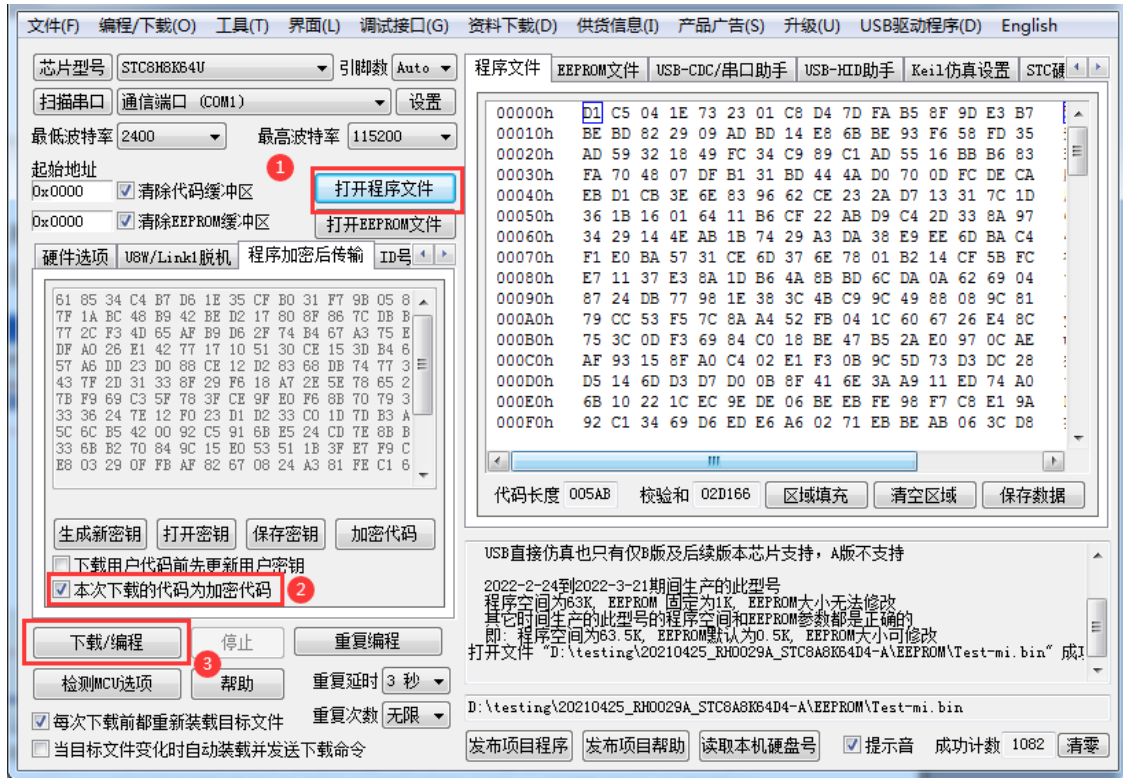 文件(F) 编程/下载(O) 工具(T) 界面(L) 调试接口(G) 资料下载(D) 供货信息(I) 产品广告(S) 升级(U) USB驱动程序(D) English
芯片型号 STC8H8K64U 引脚数 Auto
扫描串口 通信端口 (COM1) 设置
最低波特率 2400 最高波特率 115200
起始地址 1
0x0000 清除代码缓冲区 打开程序文件
0x0000 清除EEPROM缓冲区 打开EEPROM文件
硬件选项 U8W/Link1脱机 程序加密后传输 ID号
61 85 34 C4 B7 D6 1E 35 CF B0 31 F7 9B 05 8
7F 1A BC 48 B9 42 BE D2 17 80 8F 86 7C DB B
77 2C F3 4D 65 AF B9 D6 2F 74 B4 67 A3 75 E
DF A0 26 E1 42 77 17 10 51 30 CE 15 3D B4 6
57 A6 DD 23 D0 88 CE 12 D2 83 68 DB 74 77 3
43 7F 2D 31 33 8F 29 F6 18 A7 2E 5E 78 65 2
7B F9 69 C3 5F 78 3F CE 9F E0 F6 8B 70 79 3
33 36 24 7E 12 F0 23 D1 D2 33 C0 1D 7D B3 A
5C 6C B5 42 00 92 C5 91 6B E5 24 CD 7E 8B B
33 6B B2 70 84 9C 15 E0 53 51 1B 3F E7 F9 C
E8 03 29 0F FB AF 82 67 08 24 A3 81 FE C1 6
生成新密钥 打开密钥 保存密钥 加密代码
下载用户代码前先更新用户密钥
本次下载的代码为加密代码 2
下载/编程 停止 重复编程
3
检测MCU选项 帮助 重复延时 3 秒
每次下载前都重新装载目标文件 重复次数 无限
当目标文件变化时自动装载并发送下载命令
程序文件 EEPROM文件 USB-CDC/串口助手 USB-HID助手 Keil仿真设置 STC硬
00000h D1 C5 04 1E 73 23 01 C8 D4 7D FA B5 8F 9D E3 B7
00010h BE BD 82 29 09 AD BD 14 E8 6B BE 93 F6 58 FD 35
00020h AD 59 32 18 49 FC 34 C9 89 C1 AD 55 16 BB B6 83
00030h FA 70 48 07 DF B1 31 BD 44 4A D0 70 0D FC DE CA
00040h EB D1 CB 3E 6E 83 96 62 CE 23 2A D7 13 31 7C 1D
00050h 36 1B 16 01 64 11 B6 CF 22 AB D9 C4 2D 33 8A 97
00060h 34 29 14 4E AB 1B 74 29 A3 DA 38 E9 EE 6D BA C4
00070h F1 E0 BA 57 31 CE 6D 37 6E 78 01 B2 14 CF 5B FC
00080h E7 11 37 E3 8A 1D B6 4A 8B BD 6C DA 0A 62 69 04
00090h 87 24 DB 77 98 1E 38 3C 4B C9 9C 49 88 08 9C 81
000A0h 79 CC 53 F5 7C 8A A4 52 FB 04 1C 60 67 26 E4 8C
000B0h 75 3C 0D F3 69 84 C0 18 BE 47 B5 2A E0 97 0C AE
000C0h AF 93 15 8F A0 C4 02 E1 F3 0B 9C 5D 73 D3 DC 28
000D0h D5 14 6D D3 D7 D0 0B 8F 41 6E 3A A9 11 ED 74 A0
000E0h 6B 10 22 1C EC 9E DE 06 BE EB FE 98 F7 C8 E1 9A
000F0h 92 C1 34 69 D6 ED E6 A6 02 71 EB BE AB 06 3C D8
代码长度 005AB 校验和 02D166 区域填充 清空区域 保存数据
USB直接仿真也只有仅B版及后续版本芯片支持，A版不支持
2022-2-24到2022-3-21期间生产的此型号
程序空间为63K, EEPROM 固定为1K, EEPROM大小无法修改
其它时间生产的此型号的程序空间和EEPROM参数都是正确的
即: 程序空间为63.5K, EEPROM默认为0.5K, EEPROM大小可修改
打开文件 "D:\testing\20210425_RH0029A_STC8A8K64D4-A\EEPROM\Test-mi.bin" 成功
D:\testing\20210425_RH0029A_STC8A8K64D4-A\EEPROM\Test-mi.bin
发布项目程序 发布项目帮助 读取本机硬盘号 提示音 成功计数 1082 清零